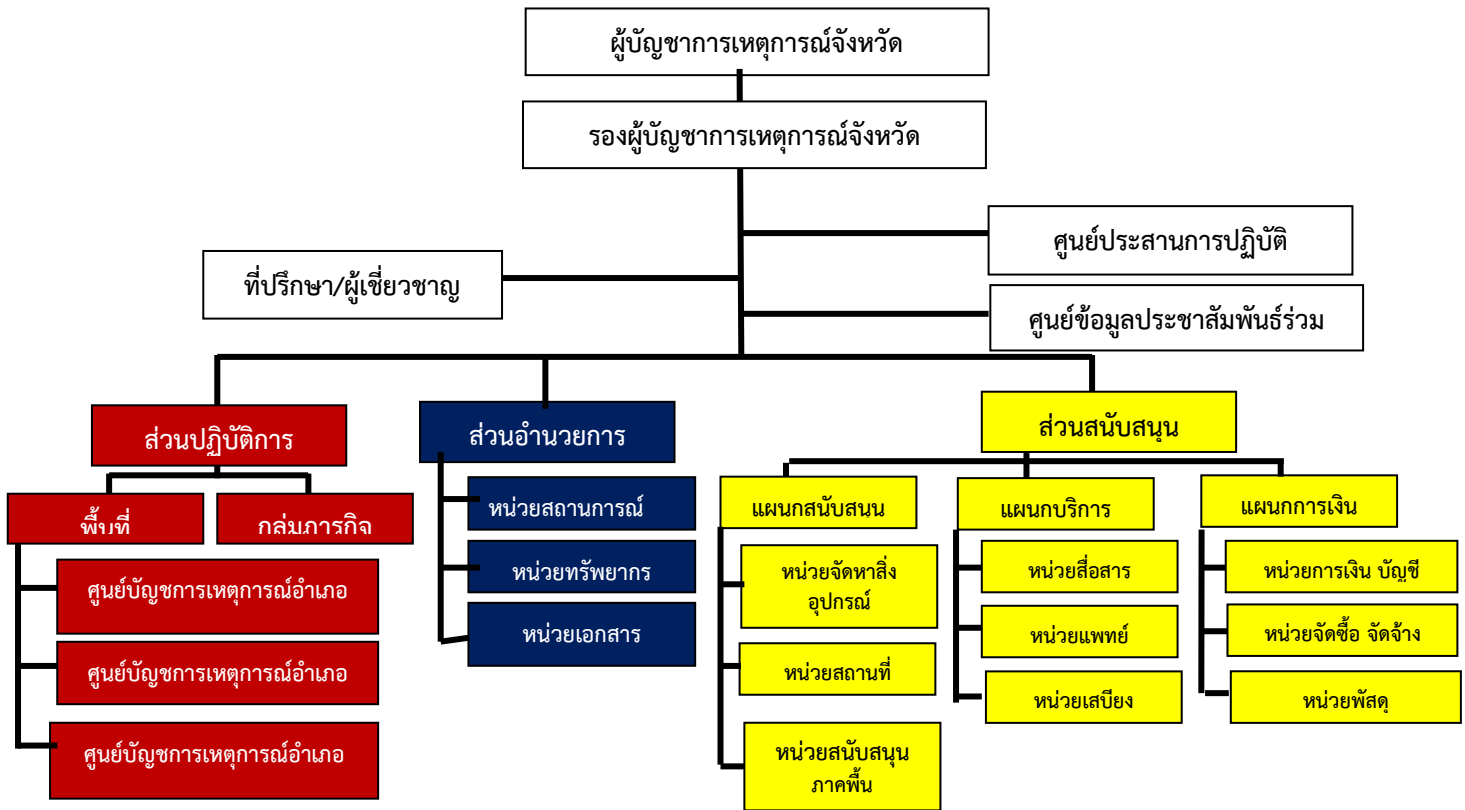 ผู้บัญชาการเหตุการณ์จังหวัด
รองผู้บัญชาการเหตุการณ์จังหวัด
ศูนย์ประสานการปฏิบัติ
ที่ปรึกษา/ผู้เชี่ยวชาญ
ศูนย์ข้อมูลประชาสัมพันธ์ร่วม
ส่วนปฏิบัติการ
ส่วนอำนวยการ
ส่วนสนับสนุน
พื้นที่
กลุ่มภารกิจ
ศูนย์บัญชการเหตุการณ์อำเภอ
ศูนย์บัญชการเหตุการณ์อำเภอ
ศูนย์บัญชการเหตุการณ์อำเภอ
หน่วยสถานการณ์
หน่วยทรัพยากร
หน่วยเอกสาร
แผนกสนับสนุน
หน่วยจัดหาสิ่ง
อุปกรณ์
หน่วยสถานที่
หน่วยสนับสนุน
ภาคพื้น
แผนกบริการ
หน่วยสื่อสาร
หน่วยแพทย์
หน่วยเสบียง
แผนกการเงิน
หน่วยการเงิน บัญชี
หน่วยจัดซื้อ จัดจ้าง
หน่วยพัสดุ